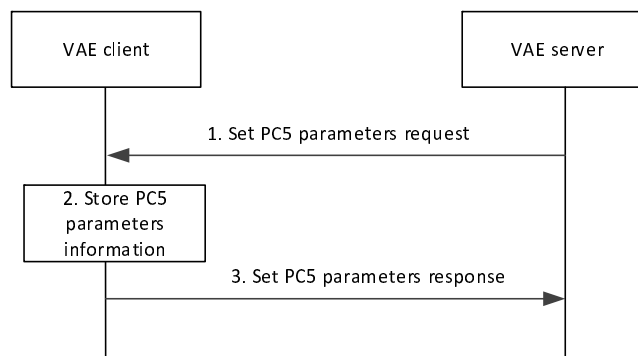 VAE client
VAE server
1. Set PC5 parameters request
2. Store PC5
parameters
information
3. Set PC5 parameters response